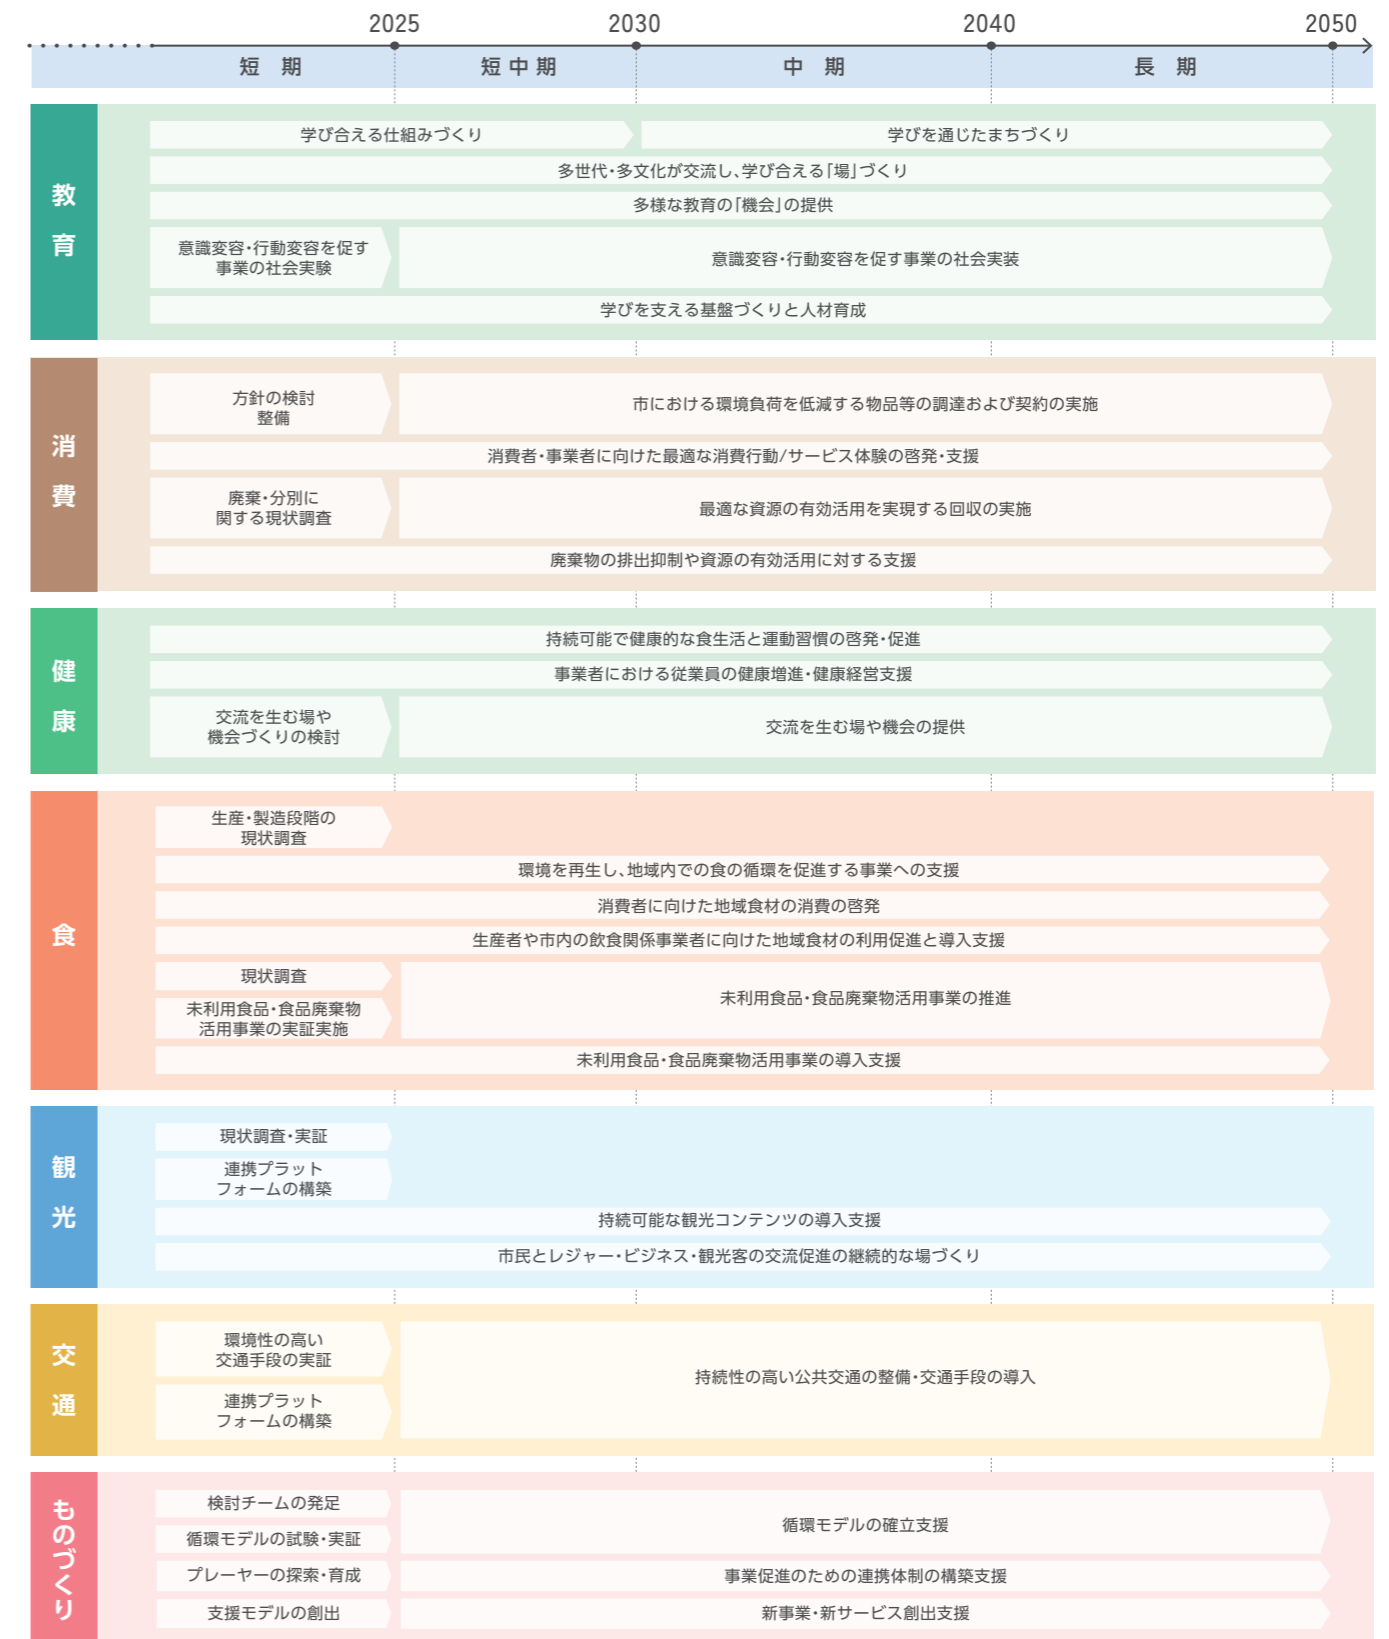 2025
2030
2040
2050
短 期
短中期
中 期
長 期
教育
学び合える仕組みづくり
学びを通じたまちづくり
多世代・多文化が交流し、学び合える「場」づくり
多様な教育の「機会」の提供
意識変容・行動変容を促す
事業の社会実験
意識変容・行動変容を促す事業の社会実装
学びを支える基盤づくりと人材育成
消費
方針の検討
整備
市における環境負荷を低減する物品等の調達および契約の実施
消費者・事業者に向けた最適な消費行動/サービス体験の啓発・支援
廃棄・分別に
関する現状調査
最適な資源の有効活用を実現する回収の実施
廃棄物の排出抑制や資源の有効活用に対する支援
健康
持続可能で健康的な食生活と運動習慣の啓発・促進
事業者における従業員の健康増進・健康経営支援
交流を生む場や
機会づくりの検討
交流を生む場や機会の提供
食
生産・製造段階の
現状調査
環境を再生し、地域内での食の循環を促進する事業への支援
消費者に向けた地域食材の消費の啓発
生産者や市内の飲食関係事業者に向けた地域食材の利用促進と導入支援
現状調査
未利用食品・食品廃棄物
活用事業の実証実施
未利用食品・食品廃棄物活用事業の推進
未利用食品・食品廃棄物活用事業の導入支援
観光
現状調査・実証
連携プラット
フォームの構築
持続可能な観光コンテンツの導入支援
市民とレジャー・ビジネス・観光客の交流促進の継続的な場づくり
交通
環境性の高い
交通手段の実証
連携プラット
フォームの構築
持続性の高い公共交通の整備・交通手段の導入
ものづくり
検討チームの発足
循環モデルの試験・実証
循環モデルの確立支援
プレーヤーの探索・育成
事業促進のための連携体制の構築支援
支援モデルの創出
新事業・新サービス創出支援